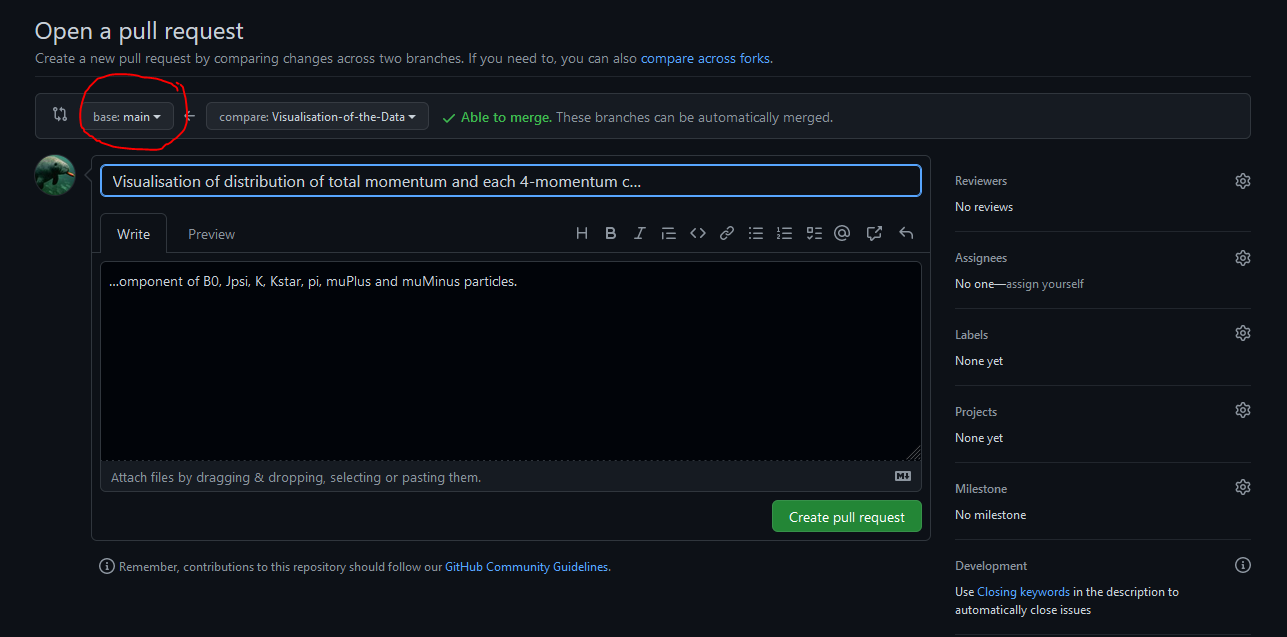 Open a pull request
Create a new pull request by comparing changes across two branches. If you need to, you can also compare across forks.
base: main compare: Visualisation-of-the-Data Able to merge. These branches can be automatically merged.
Visualisation of distribution of total momentum and each 4-momentum c...
Write Preview H B I @
...omponent of B0, Jpsi, K, Kstar, pi, muPlus and muMinus particles.
Attach files by dragging & dropping, selecting or pasting them.
Create pull request
Remember, contributions to this repository should follow our GitHub Community Guidelines.
Reviewers
No reviews
Assignees
No one—assign yourself
Labels
None yet
Projects
None yet
Milestone
No milestone
Development
Use Closing keywords in the description to
automatically close issues